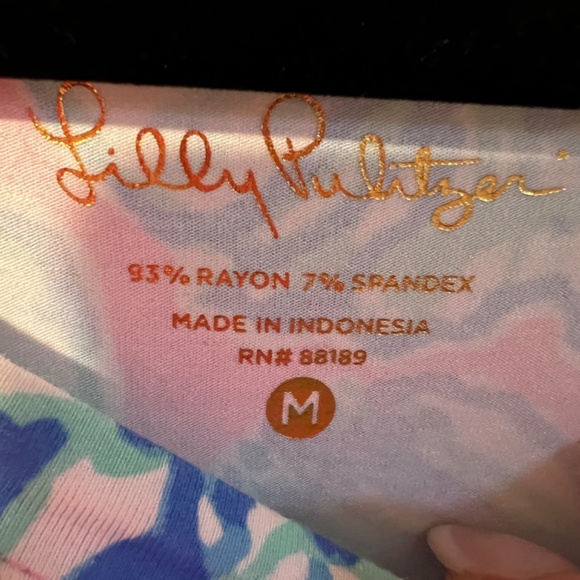 Lilly Pulitzer
93% RAYON 7% SPANDEX
MADE IN INDONESIA
RN# 88189
M